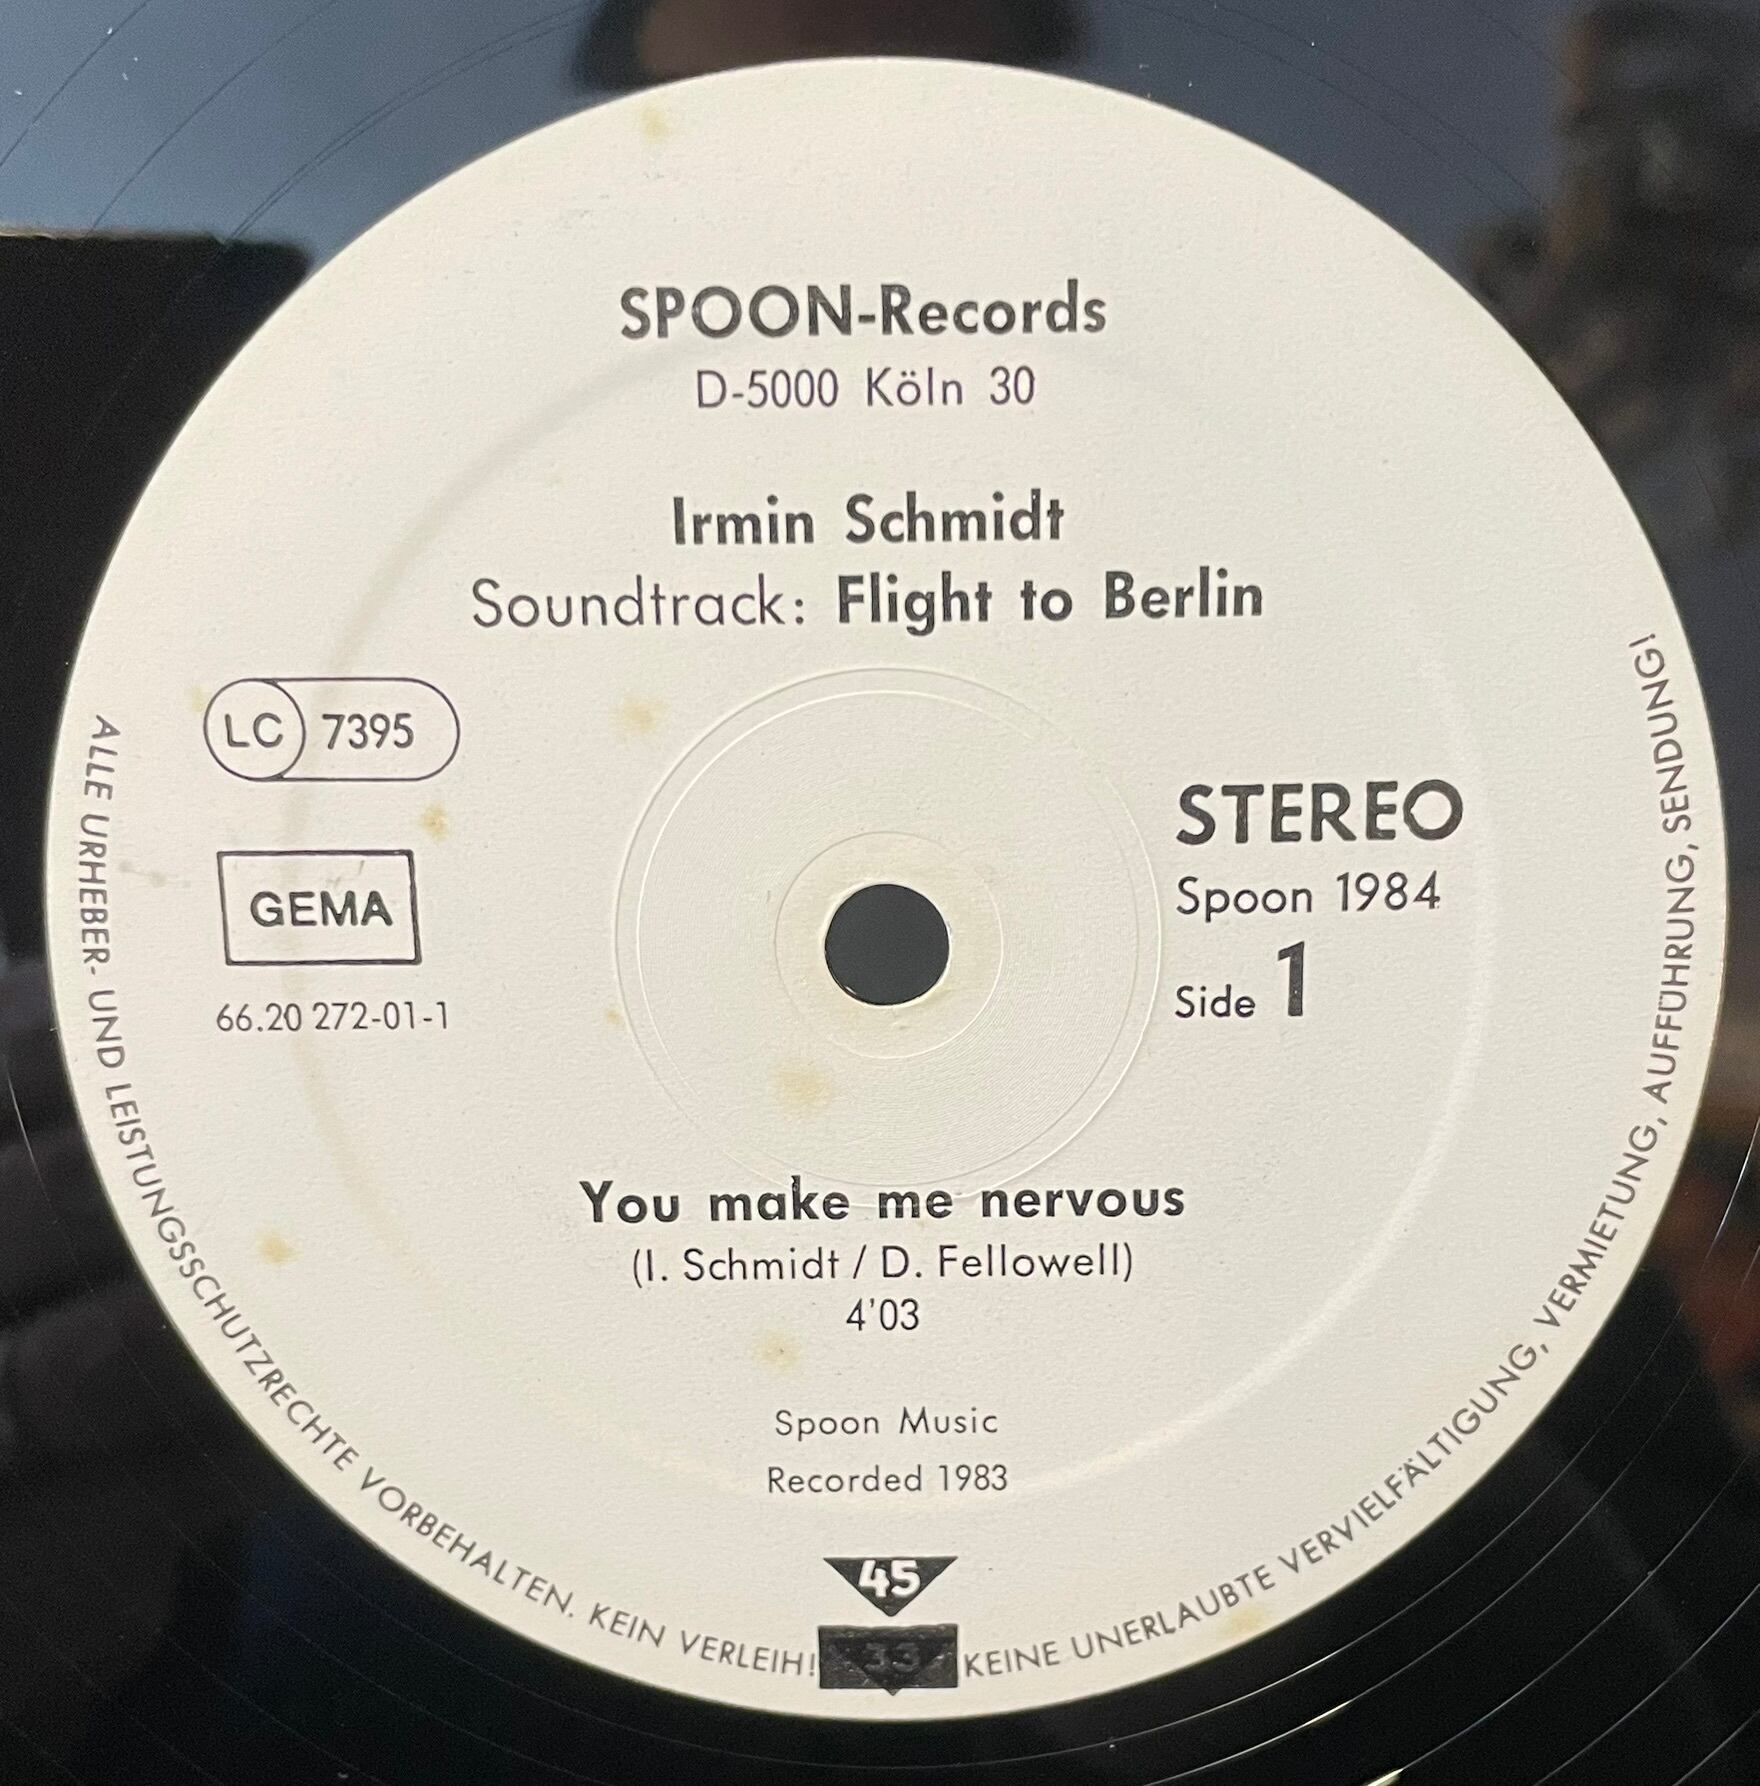 SPOON-Records
D-5000 Köln 30
Irmin Schmidt
Soundtrack: Flight to Berlin
LC 7395
GEMA
66.20 272-01-1
STEREO
Spoon 1984
Side 1
You make me nervous
(I. Schmidt / D. Fellowell)
4'03
Spoon Music
Recorded 1983
45
33
ALLE URHEBER- UND LEISTUNGSSCHUTZRECHTE VORBEHALTEN. KEIN VERLEIH! KEINE UNERLAUBTE VERVIELFÄLTIGUNG, VERMIETUNG, AUFFÜHRUNG, SENDUNG!